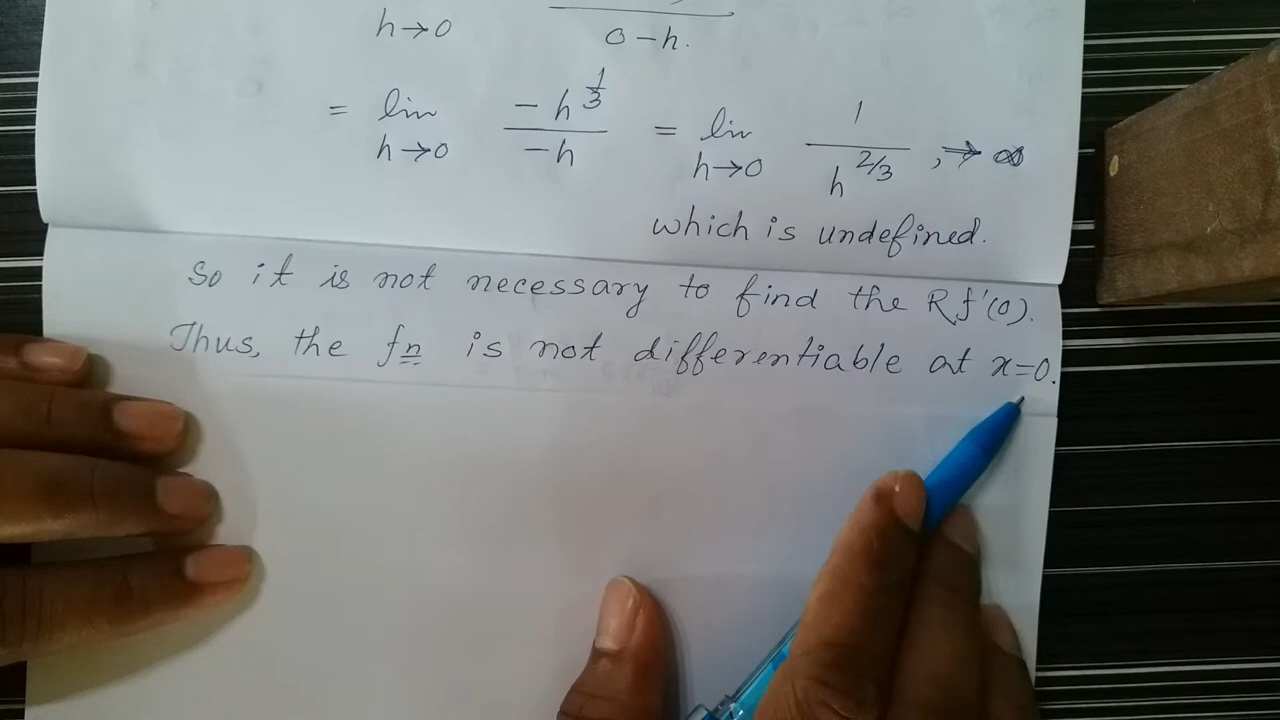 h→0 0-h.
= lim h→0 -h^{1/3} / -h = lim h→0 1 / h^{2/3} , → ∞
which is undefined.
So it is not necessary to find the Rf'(0).
Thus, the fn is not differentiable at x=0.